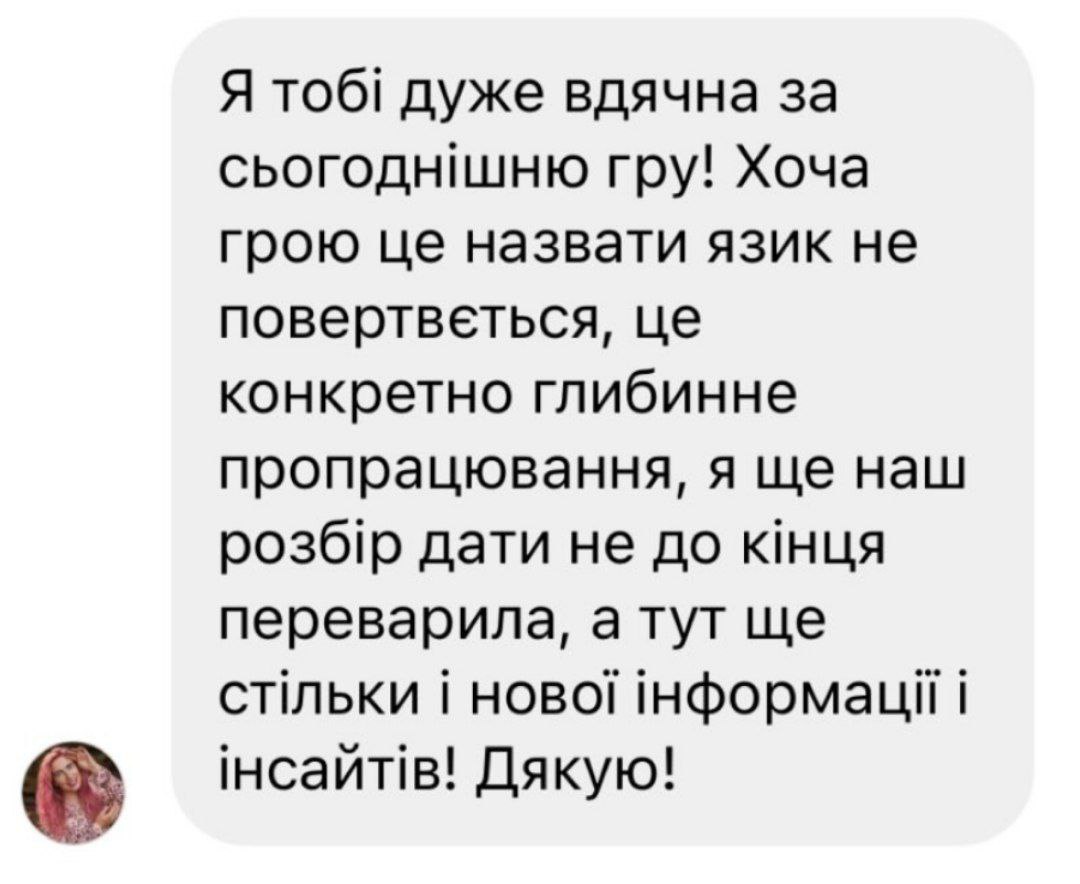 Я тобі дуже вдячна за
сьогоднішню гру! Хоча
грою це назвати язик не
повертвється, це
конкретно глибинне
пропрацювання, я ще наш
розбір дати не до кінця
переварила, а тут ще
стільки і нової інформації і
інсайтів! Дякую!